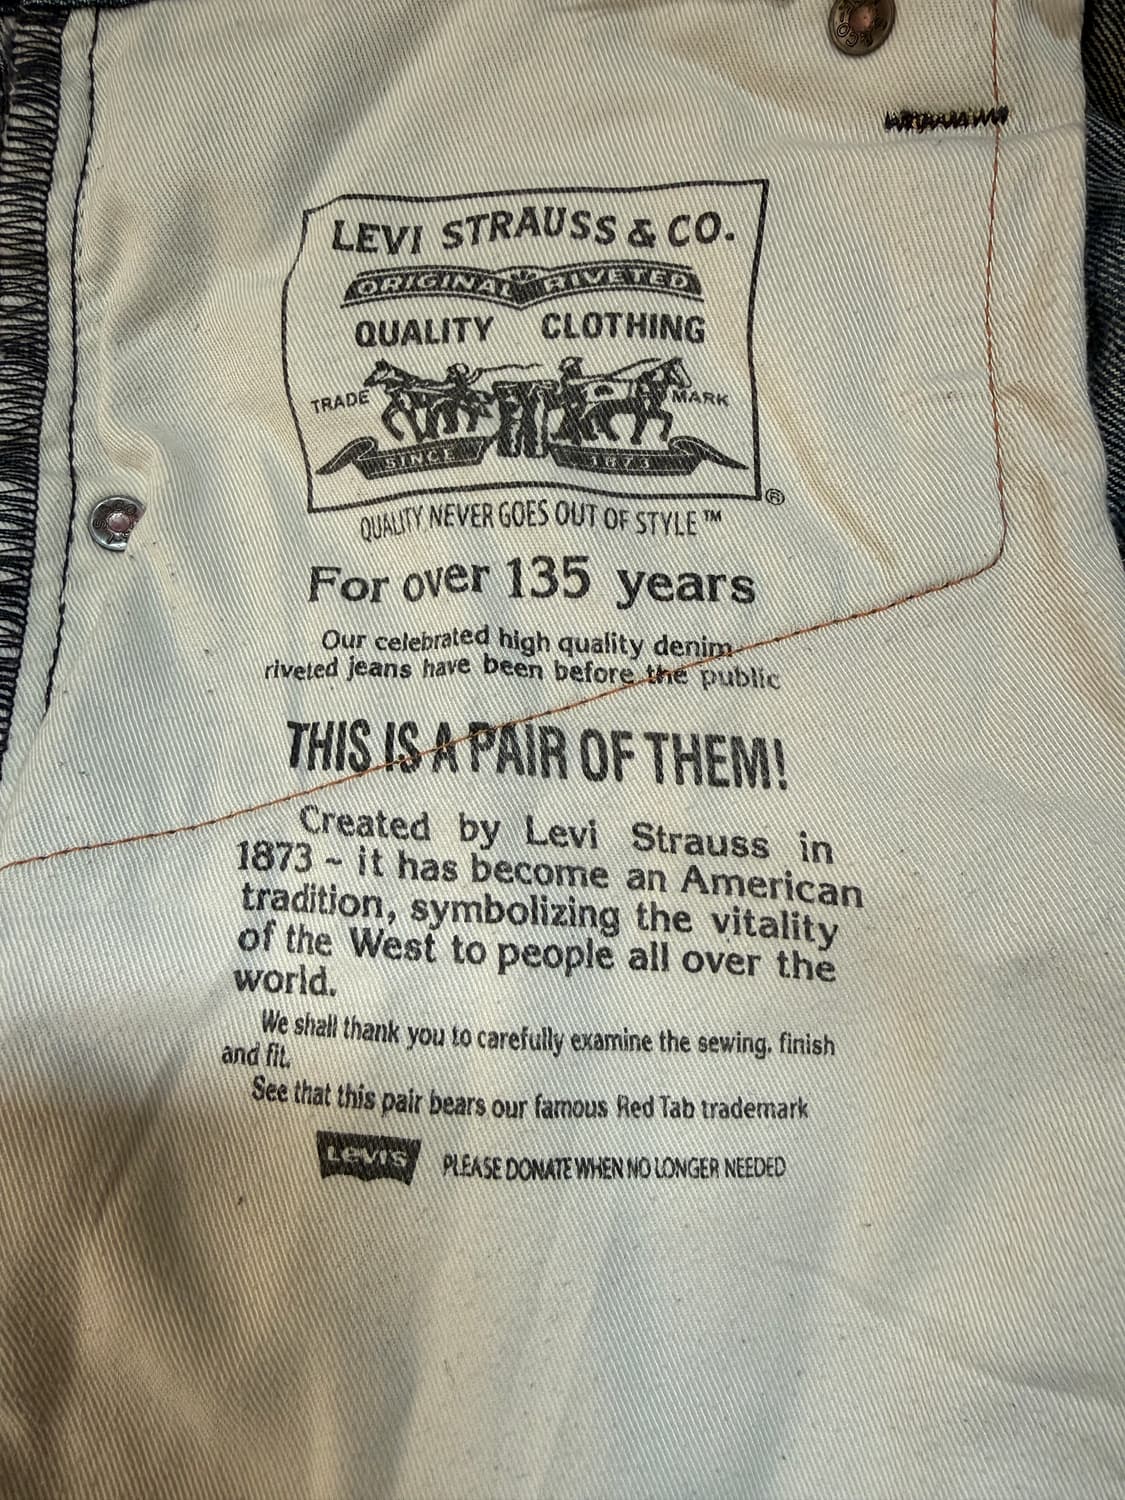 LEVI STRAUSS & CO.
ORIGINAL RIVETED
QUALITY CLOTHING
TRADE MARK
SINCE 1873
®
QUALITY NEVER GOES OUT OF STYLE™
For over 135 years
Our celebrated high quality denim
riveted jeans have been before the public
THIS IS A PAIR OF THEM!
Created by Levi Strauss in
1873 ~ it has become an American
tradition, symbolizing the vitality
of the West to people all over the
world.
We shall thank you to carefully examine the sewing, finish
and fit.
See that this pair bears our famous Red Tab trademark
LEVI'S PLEASE DONATE WHEN NO LONGER NEEDED